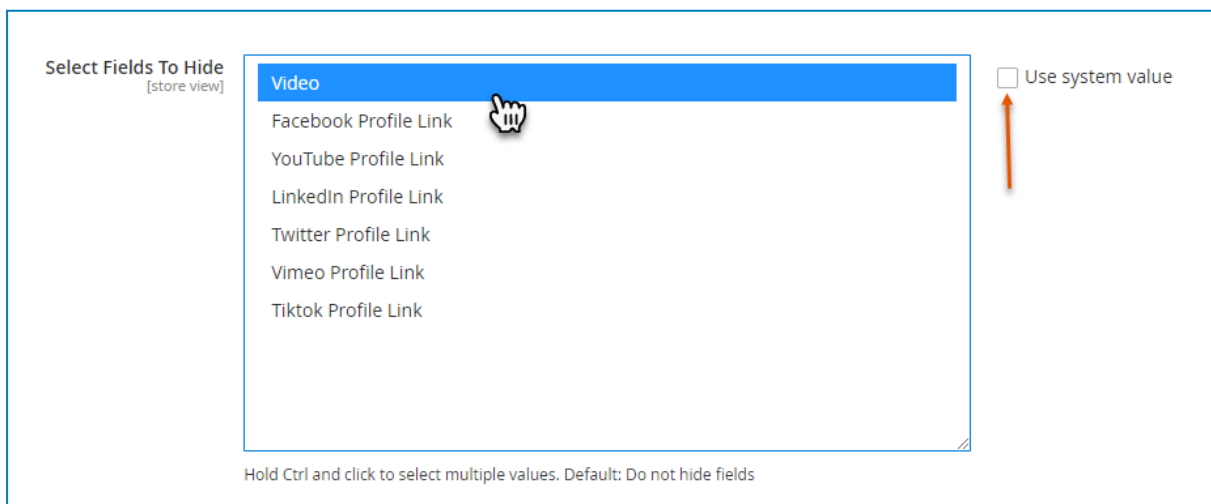 Select Fields To Hide
[store view]
Video
Facebook Profile Link
YouTube Profile Link
LinkedIn Profile Link
Twitter Profile Link
Vimeo Profile Link
Tiktok Profile Link
Use system value
Hold Ctrl and click to select multiple values. Default: Do not hide fields